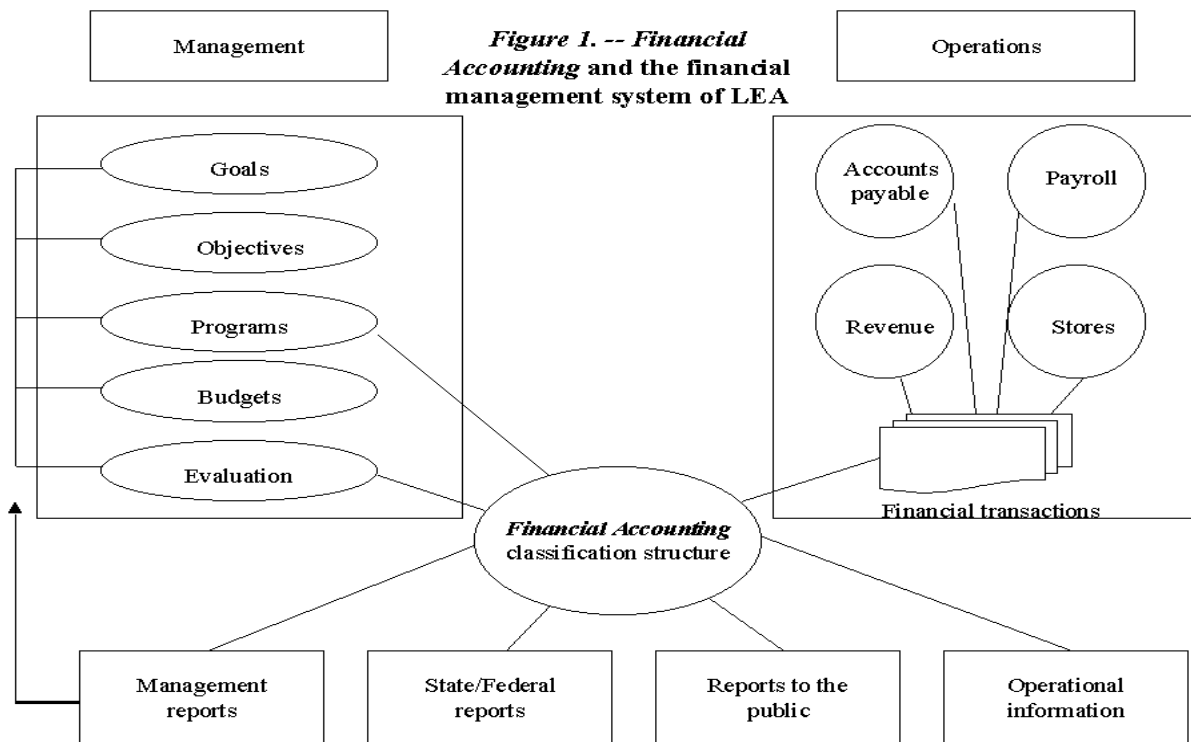 Management
Figure 1. -- Financial
Accounting and the financial
management system of LEA
Operations
Goals
Objectives
Programs
Budgets
Evaluation
Accounts
payable
Payroll
Revenue
Stores
Financial transactions
Financial Accounting
classification structure
Management
reports
State/Federal
reports
Reports to the
public
Operational
information